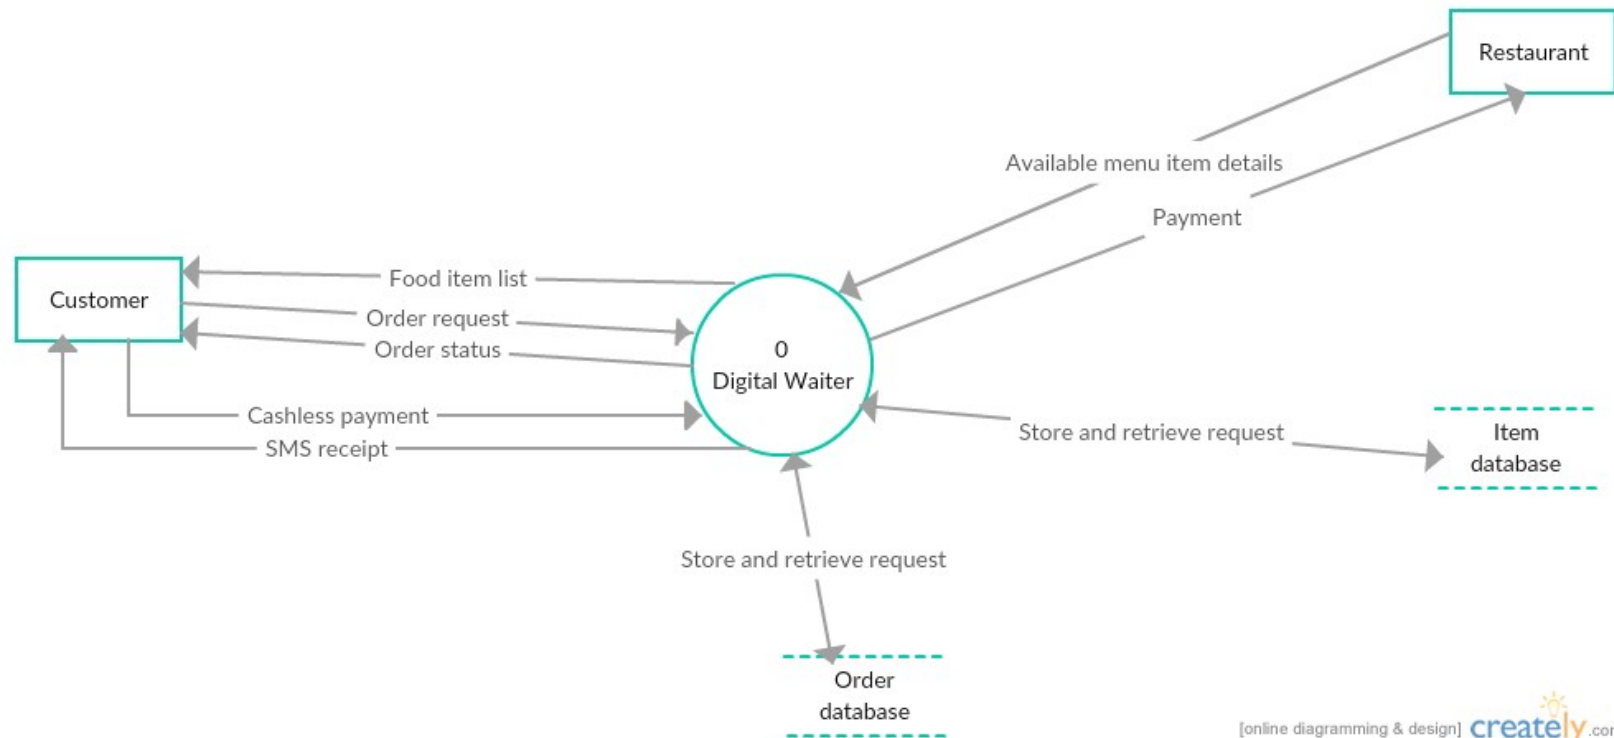 Restaurant
Available menu item details
Payment
Customer
Food item list
Order request
Order status
0
Digital Waiter
Cashless payment
SMS receipt
Store and retrieve request
Item
database
Store and retrieve request
Order
database
[online diagramming & design] creately.com